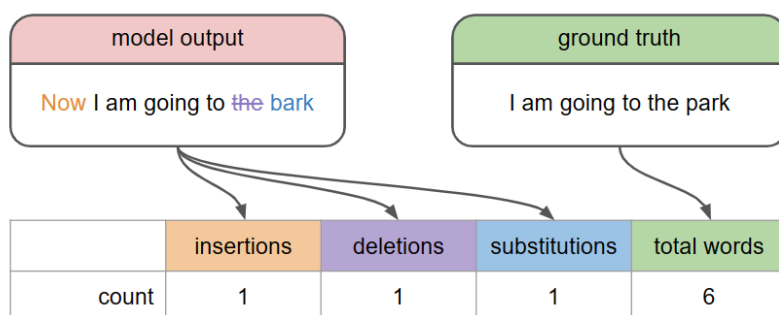 model output
ground truth
Now I am going to the bark
I am going to the park
insertions deletions substitutions total words
count 1 1 1 6